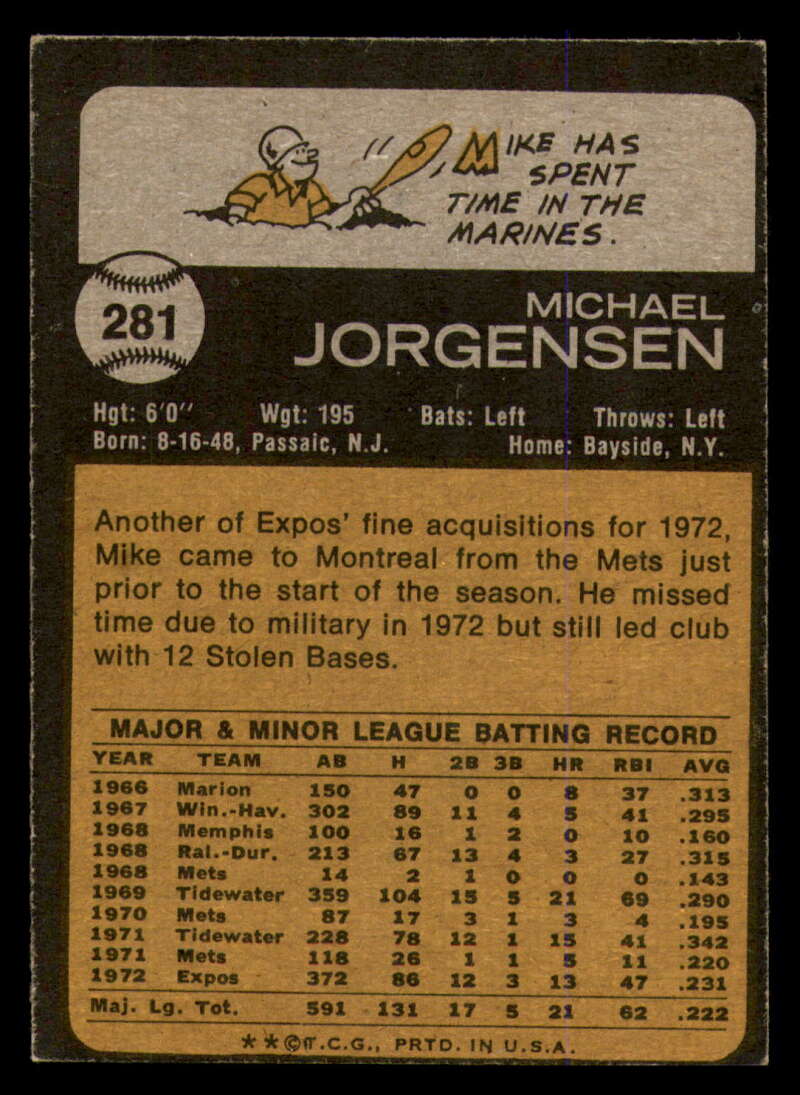 MIKE HAS
SPENT
TIME IN THE
MARINES.
281
MICHAEL
JORGENSEN
Hgt: 6'0" Wgt: 195 Bats: Left Throws: Left
Born: 8-16-48, Passaic, N.J. Home: Bayside, N.Y.
Another of Expos' fine acquisitions for 1972,
Mike came to Montreal from the Mets just
prior to the start of the season. He missed
time due to military in 1972 but still led club
with 12 Stolen Bases.
MAJOR & MINOR LEAGUE BATTING RECORD
YEAR TEAM AB H 2B 3B HR RBI AVG
1966 Marion 150 47 0 0 8 37 .313
1967 Win.-Hav. 302 89 11 4 5 41 .295
1968 Memphis 100 16 1 2 0 10 .160
1968 Ral.-Dur. 213 67 13 4 3 27 .315
1968 Mets 14 2 1 0 0 0 .143
1969 Tidewater 359 104 15 5 21 69 .290
1970 Mets 87 17 3 1 3 4 .195
1971 Tidewater 228 78 12 1 15 41 .342
1971 Mets 118 26 1 1 5 11 .220
1972 Expos 372 86 12 3 13 47 .231
Maj. Lg. Tot. 591 131 17 5 21 62 .222
**©T.C.G., PRTD. IN U.S.A.